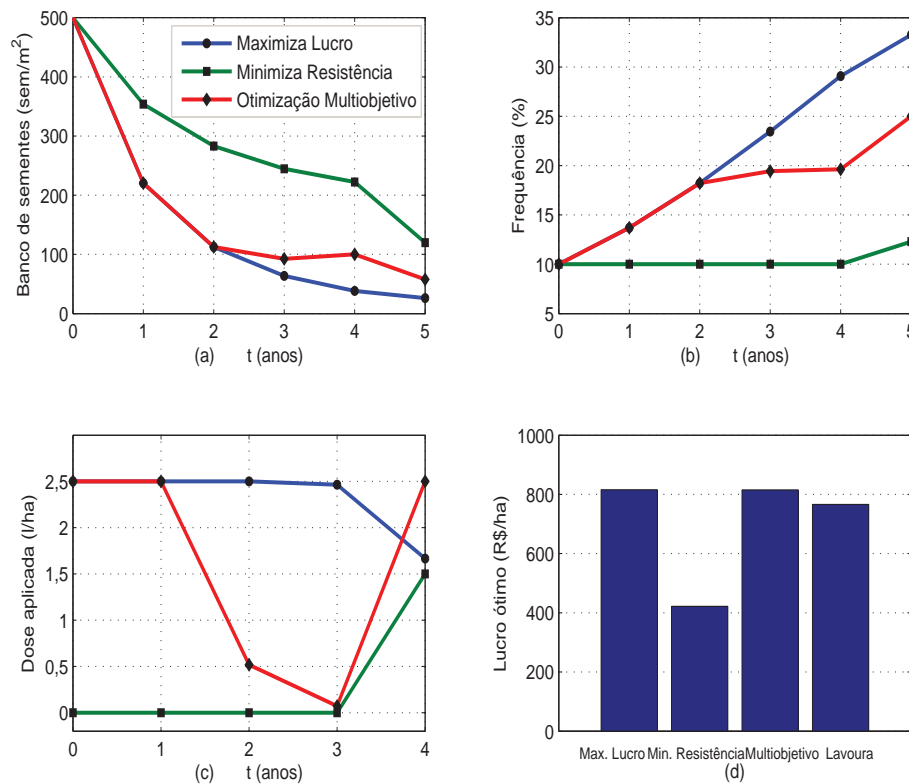 Banco de sementes (sem/m²)
500
400
300
200
100
0
Maximiza Lucro
Minimiza Resistência
Otimização Multiobjetivo
0 1 2 3 4 5
(a) t (anos)
Frequência (%)
35
30
25
20
15
10
5
0 1 2 3 4 5
(b) t (anos)
Dose aplicada (l/ha)
2,5
2
1,5
1
0,5
0
0 1 2 3 4
(c) t (anos)
Lucro ótimo (R$/ha)
1000
800
600
400
200
0
Max. Lucro Min. Resistência Multiobjetivo Lavoura
(d)